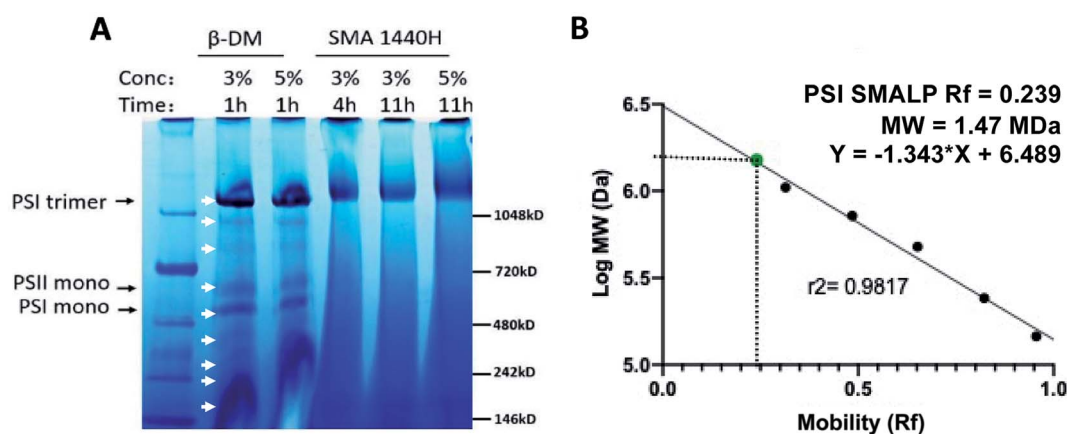 A
β-DM SMA 1440H
Conc: 3% 5% 3% 3% 5%
Time: 1h 1h 4h 11h 11h
PSI trimer
PSII mono
PSI mono
1048kD
720kD
480kD
242kD
146kD
B
PSI SMALP Rf = 0.239
MW = 1.47 MDa
Y = -1.343*X + 6.489
r2= 0.9817
Log MW (Da)
6.5
6.0
5.5
5.0
0.0 0.5 1.0
Mobility (Rf)